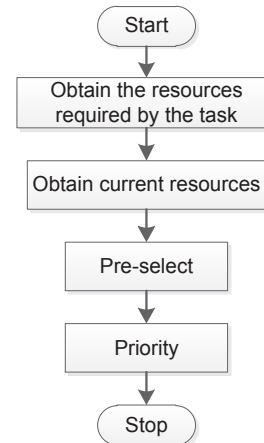 Start
Obtain the resources
required by the task
Obtain current resources
Pre-select
Priority
Stop